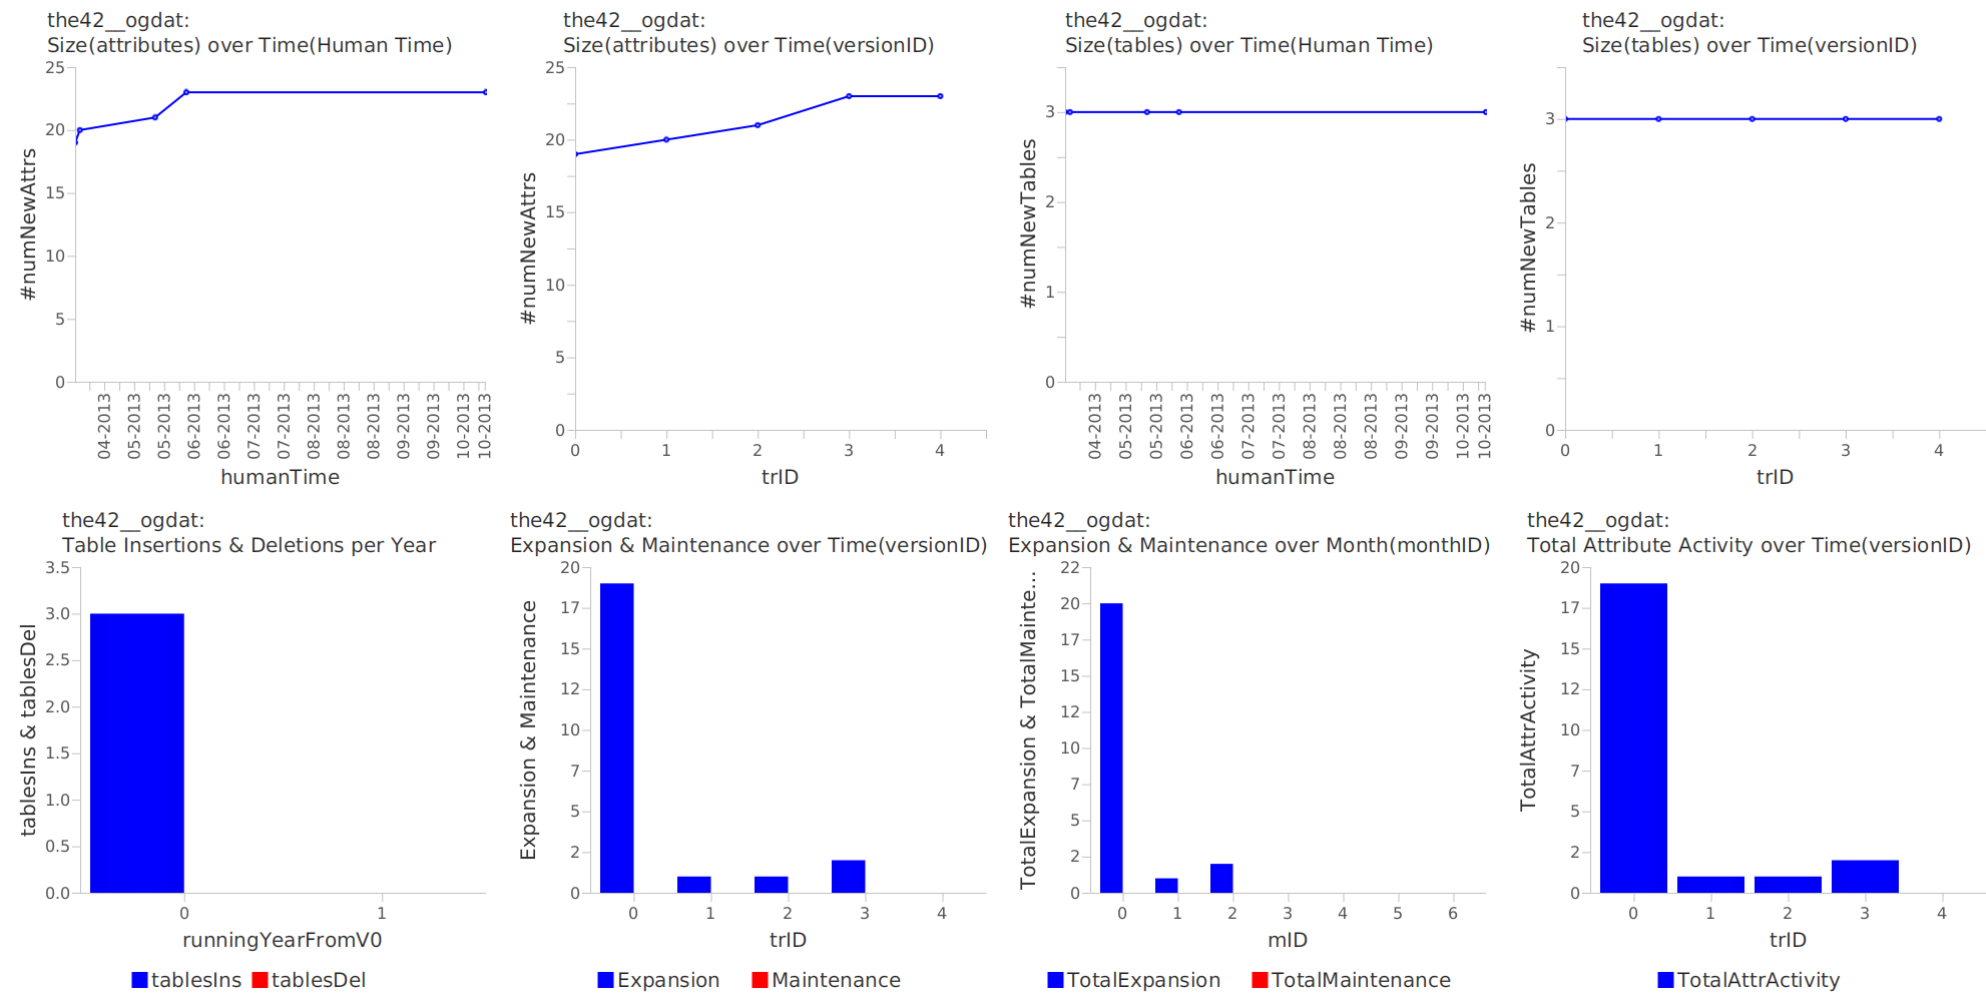 the42__ogdat:
Size(attributes) over Time(Human Time)
25
20
15
10
5
0
#numNewAttrs
04-2013
05-2013
05-2013
06-2013
06-2013
07-2013
07-2013
08-2013
08-2013
08-2013
09-2013
09-2013
10-2013
10-2013
humanTime
the42__ogdat:
Size(attributes) over Time(versionID)
25
20
15
10
5
0
#numNewAttrs
0 1 2 3 4
trID
the42__ogdat:
Size(tables) over Time(Human Time)
3
2
1
0
#numNewTables
04-2013
05-2013
05-2013
06-2013
06-2013
07-2013
07-2013
08-2013
08-2013
08-2013
09-2013
09-2013
10-2013
10-2013
humanTime
the42__ogdat:
Size(tables) over Time(versionID)
3
2
1
0
#numNewTables
0 1 2 3 4
trID
the42__ogdat:
Table Insertions & Deletions per Year
3.5
3.0
2.5
2.0
1.5
1.0
0.5
0.0
tablesIns & tablesDel
0 1
runningYearFromV0
tablesIns tablesDel
the42__ogdat:
Expansion & Maintenance over Time(versionID)
20
17
15
12
10
7
5
2
0
Expansion & Maintenance
0 1 2 3 4
trID
Expansion Maintenance
the42__ogdat:
Expansion & Maintenance over Month(monthID)
22
20
17
15
12
10
7
5
2
0
TotalExpansion & TotalMainte...
0 1 2 3 4 5 6
mID
TotalExpansion TotalMaintenance
the42__ogdat:
Total Attribute Activity over Time(versionID)
20
17
15
12
10
7
5
2
0
TotalAttrActivity
0 1 2 3 4
trID
TotalAttrActivity